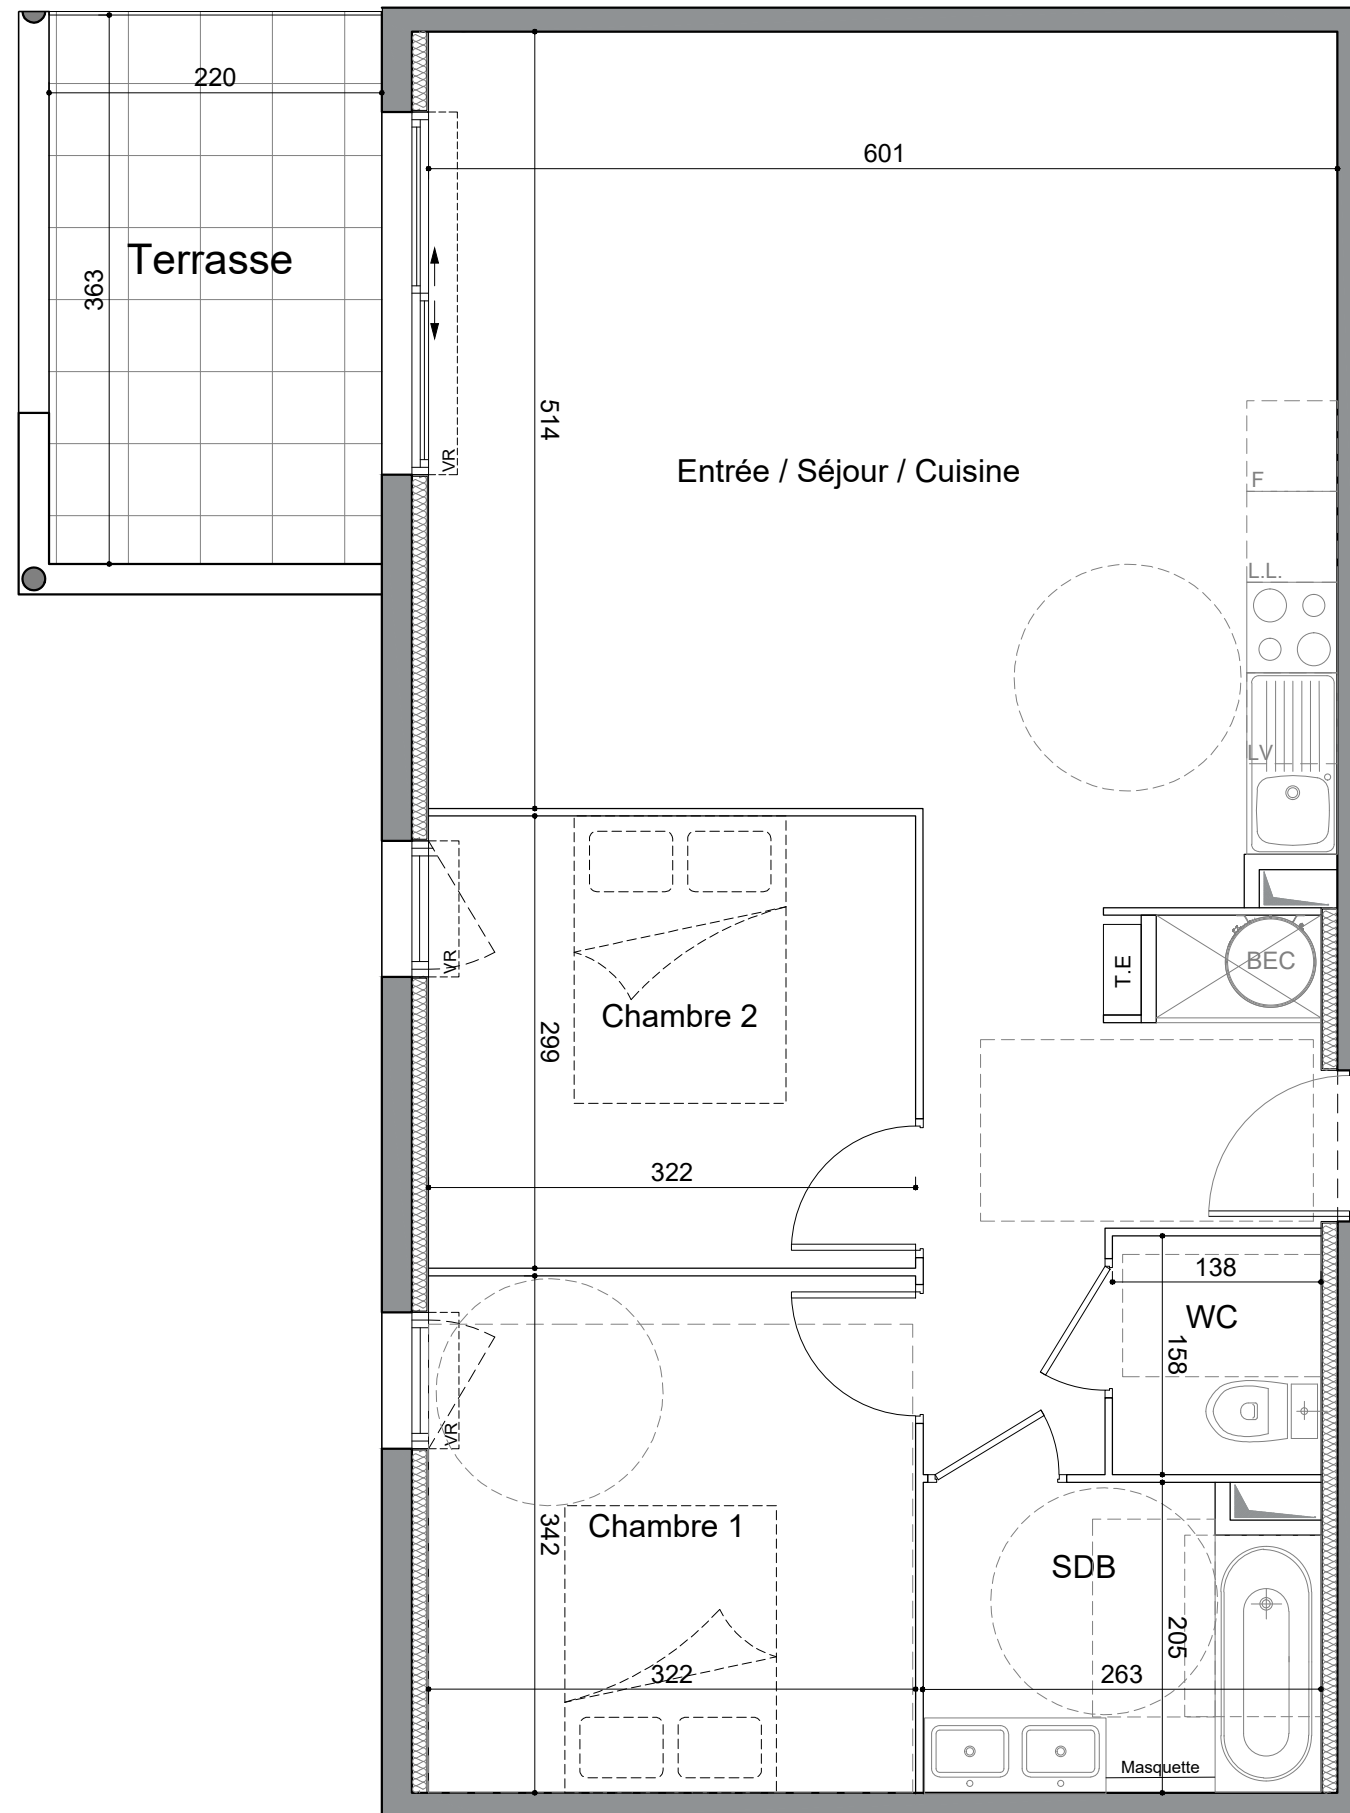 220
601
Terrasse
363
514
VR
Entrée / Séjour / Cuisine
F
L.L.
LV
VR
T.E
BEC
Chambre 2
299
322
138
WC
158
VR
Chambre 1
342
SDB
205
322
263
Masquette